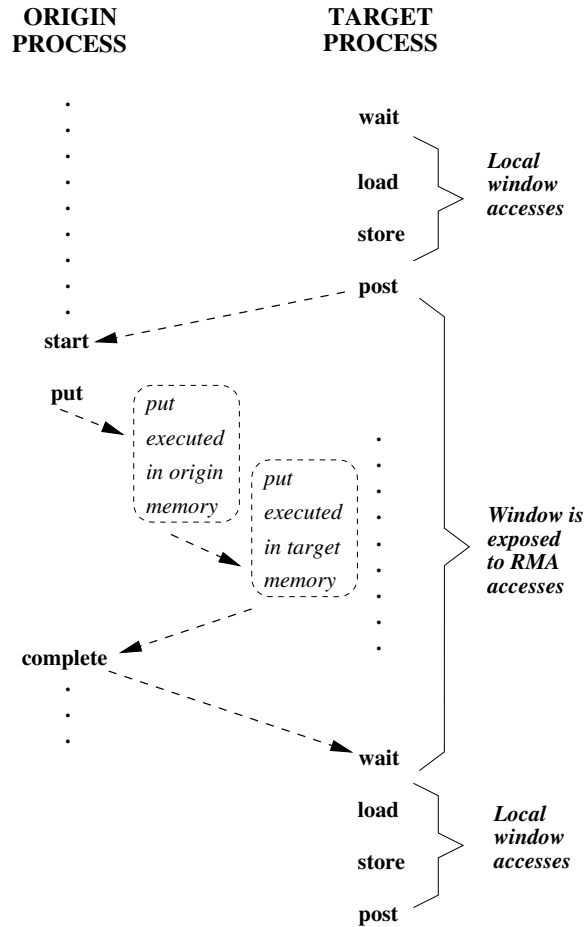 ORIGIN
PROCESS
TARGET
PROCESS
wait
load
store
Local
window
accesses
post
start
put
put
executed
in origin
memory
put
executed
in target
memory
Window is
exposed
to RMA
accesses
complete
wait
load
store
Local
window
accesses
post